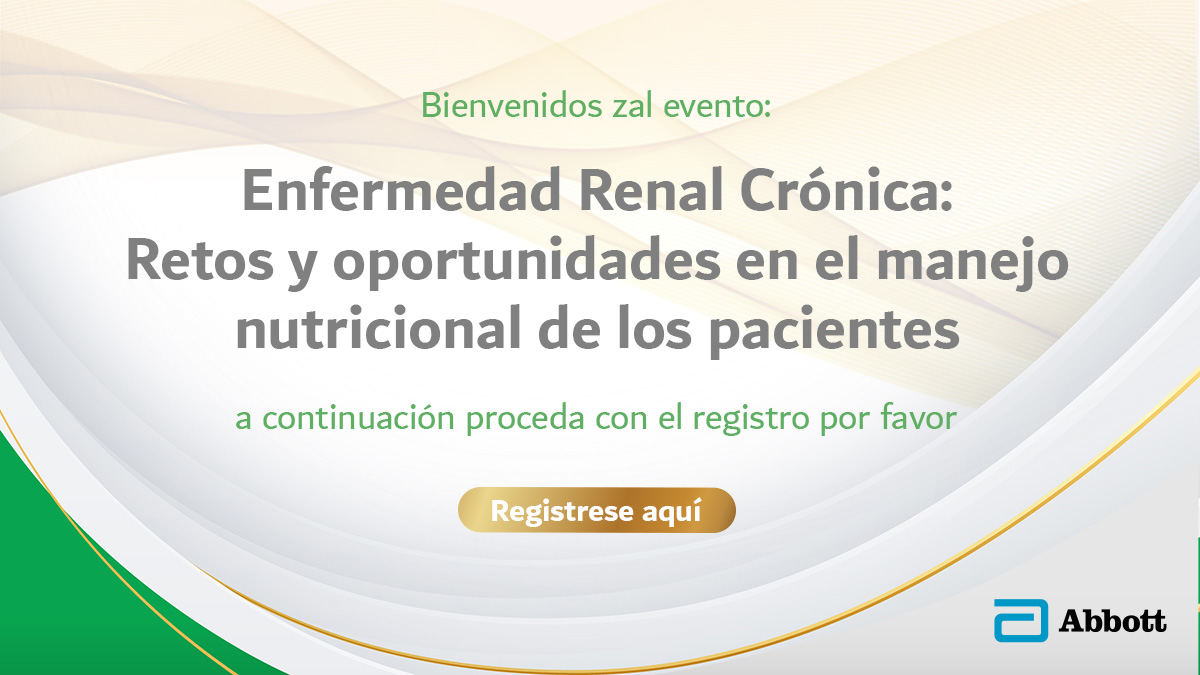 Bienvenidos zal evento:
Enfermedad Renal Crónica:
Retos y oportunidades en el manejo
nutricional de los pacientes
a continuación proceda con el registro por favor
Registrese aquí
Abbott